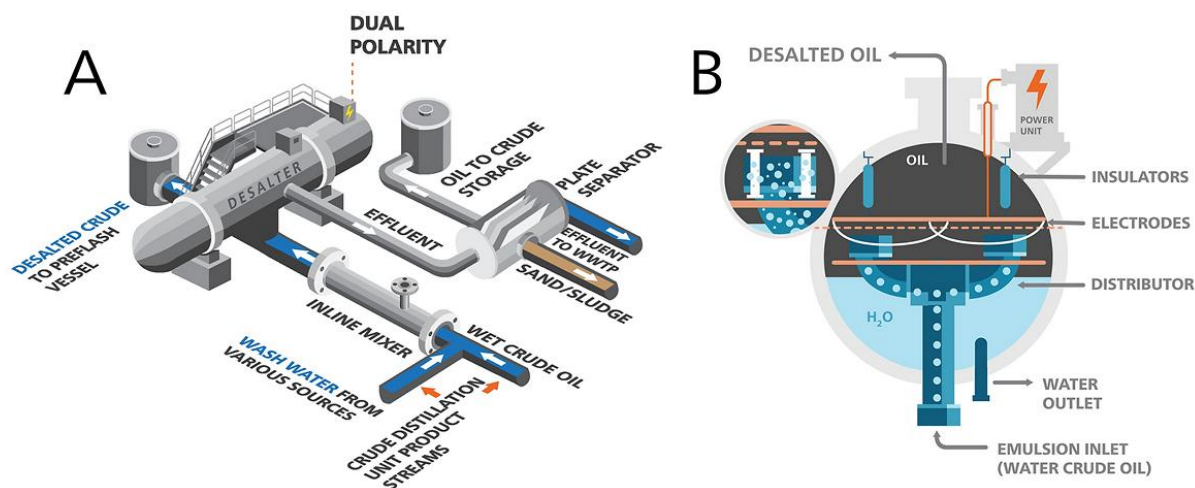 A
DUAL
POLARITY
DESALTER
DESALTED CRUDE
TO PREFLASH
VESSEL
OIL TO CRUDE
STORAGE
PLATE
SEPARATOR
EFFLUENT
EFFLUENT
TO WWTP
SAND/SLUDGE
INLINE MIXER
WET CRUDE OIL
WASH WATER FROM
VARIOUS SOURCES
CRUDE DISTILLATION
UNIT PRODUCT
STREAMS
B
DESALTED OIL
POWER
UNIT
OIL
INSULATORS
ELECTRODES
DISTRIBUTOR
H₂O
WATER
OUTLET
EMULSION INLET
(WATER CRUDE OIL)